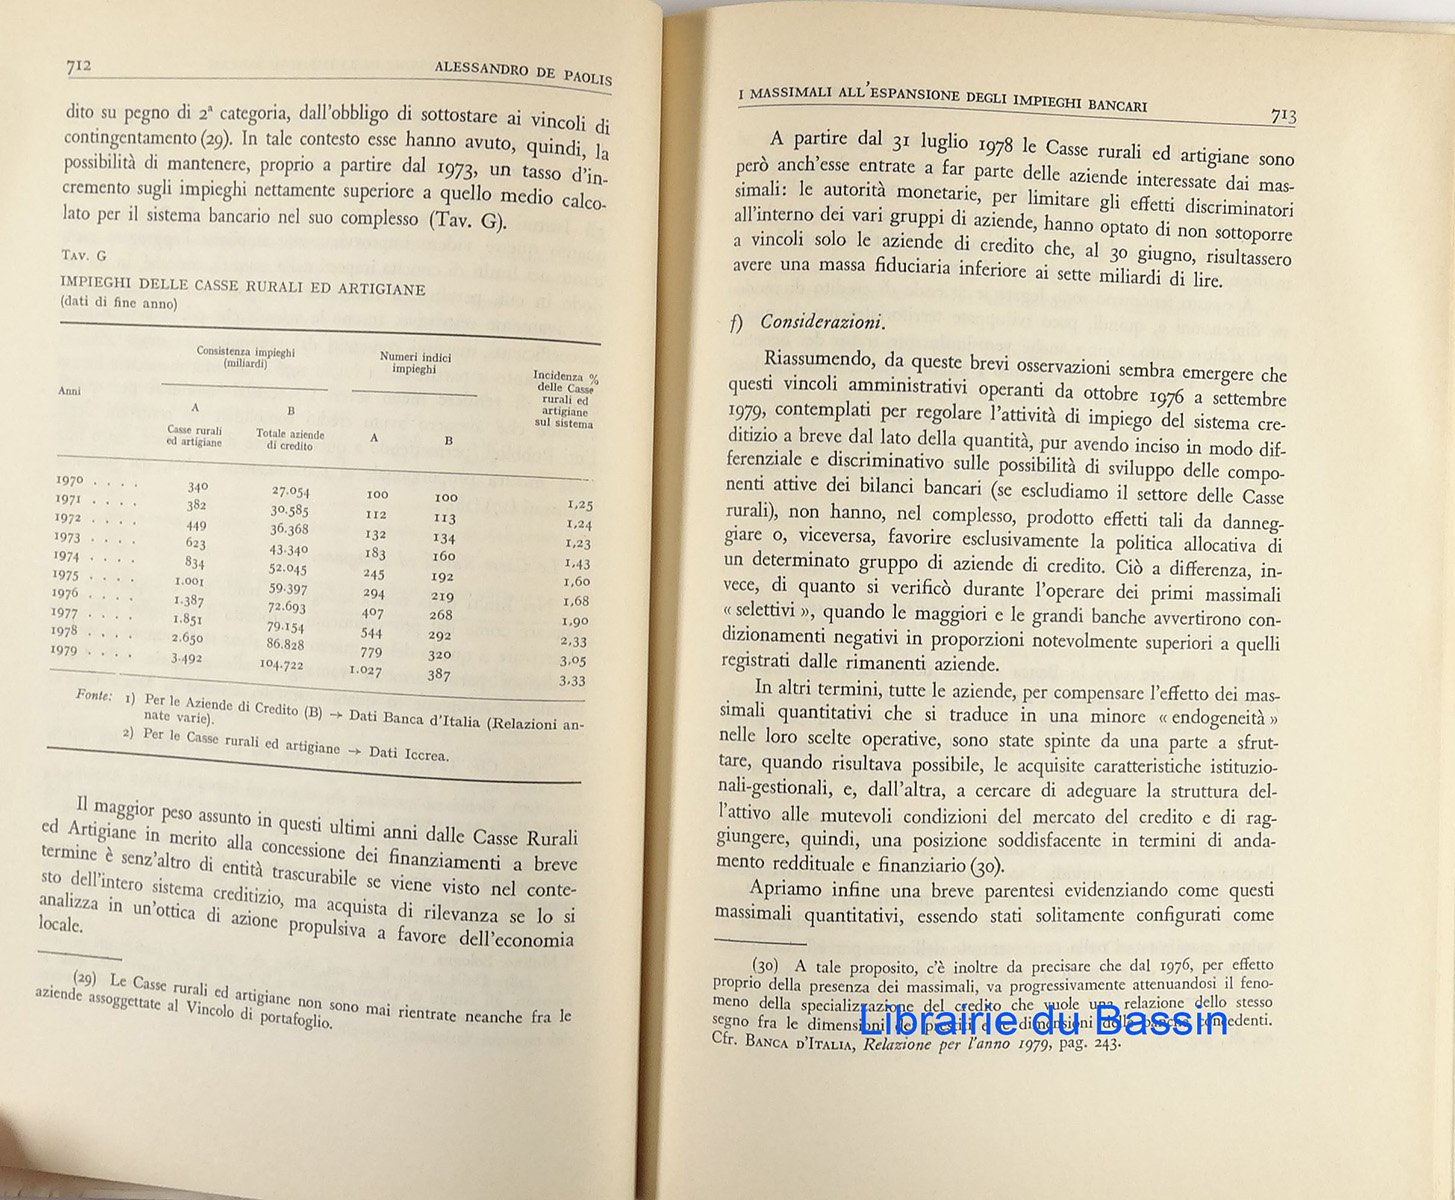 712 ALESSANDRO DE PAOLIS
dito su pegno di 2ª categoria, dall'obbligo di sottostare ai vincoli di
contingentamento (29). In tale contesto esse hanno avuto, quindi, la
possibilità di mantenere, proprio a partire dal 1973, un tasso d'in-
cremento sugli impieghi nettamente superiore a quello medio calco-
lato per il sistema bancario nel suo complesso (Tav. G).
TAV. G
IMPIEGHI DELLE CASSE RURALI ED ARTIGIANE
(dati di fine anno)
Anni
Consistenza impieghi
(miliardi)
Numeri indici
impieghi
Incidenza %
delle Casse
rurali ed
artigiane
sul sistema
A B
Casse rurali
ed artigiane
Totale aziende
di credito
A B
1970 . . . . 340 27.054 100 100 1,25
1971 . . . . 382 30.585 112 113 1,24
1972 . . . . 449 36.368 132 134 1,23
1973 . . . . 623 43.340 183 160 1,43
1974 . . . . 834 52.045 245 192 1,60
1975 . . . . 1.001 59.397 294 219 1,68
1976 . . . . 1.387 72.693 407 268 1,90
1977 . . . . 1.851 79.154 544 292 2,33
1978 . . . . 2.650 86.828 779 320 3,05
1979 . . . . 3.492 104.722 1.027 387 3,33
Fonte: 1) Per le Aziende di Credito (B) → Dati Banca d'Italia (Relazioni an-
nate varie).
2) Per le Casse rurali ed artigiane → Dati Iccrea.
Il maggior peso assunto in questi ultimi anni dalle Casse Rurali
ed Artigiane in merito alla concessione dei finanziamenti a breve
termine è senz'altro di entità trascurabile se viene visto nel conte-
sto dell'intero sistema creditizio, ma acquista di rilevanza se lo si
analizza in un'ottica di azione propulsiva a favore dell'economia
locale.
(29) Le Casse rurali ed artigiane non sono mai rientrate neanche fra le
aziende assoggettate al Vincolo di portafoglio.
I MASSIMALI ALL'ESPANSIONE DEGLI IMPIEGHI BANCARI 713
A partire dal 31 luglio 1978 le Casse rurali ed artigiane sono
però anch'esse entrate a far parte delle aziende interessate dai mas-
simali: le autorità monetarie, per limitare gli effetti discriminatori
all'interno dei vari gruppi di aziende, hanno optato di non sottoporre
a vincoli solo le aziende di credito che, al 30 giugno, risultassero
avere una massa fiduciaria inferiore ai sette miliardi di lire.
f) Considerazioni.
Riassumendo, da queste brevi osservazioni sembra emergere che
questi vincoli amministrativi operanti da ottobre 1976 a settembre
1979, contemplati per regolare l'attività di impiego del sistema cre-
ditizio a breve dal lato della quantità, pur avendo inciso in modo dif-
ferenziale e discriminativo sulle possibilità di sviluppo delle compo-
nenti attive dei bilanci bancari (se escludiamo il settore delle Casse
rurali), non hanno, nel complesso, prodotto effetti tali da danneg-
giare o, viceversa, favorire esclusivamente la politica allocativa di
un determinato gruppo di aziende di credito. Ciò a differenza, in-
vece, di quanto si verificò durante l'operare dei primi massimali
« selettivi », quando le maggiori e le grandi banche avvertirono con-
dizionamenti negativi in proporzioni notevolmente superiori a quelli
registrati dalle rimanenti aziende.
In altri termini, tutte le aziende, per compensare l'effetto dei mas-
simali quantitativi che si traduce in una minore « endogeneità »
nelle loro scelte operative, sono state spinte da una parte a sfrut-
tare, quando risultava possibile, le acquisite caratteristiche istituzio-
nali-gestionali, e, dall'altra, a cercare di adeguare la struttura del-
l'attivo alle mutevoli condizioni del mercato del credito e di rag-
giungere, quindi, una posizione soddisfacente in termini di anda-
mento reddituale e finanziario (30).
Apriamo infine una breve parentesi evidenziando come questi
massimali quantitativi, essendo stati solitamente configurati come
(30) A tale proposito, c'è inoltre da precisare che dal 1976, per effetto
proprio della presenza dei massimali, va progressivamente attenuandosi il feno-
meno della specializzazione del credito che vuole una relazione dello stesso
segno fra le dimensioni dei prestiti e le dimensioni delle banche concedenti.
Cfr. BANCA D'ITALIA, Relazione per l'anno 1979, pag. 243.
Librairie du Bassin